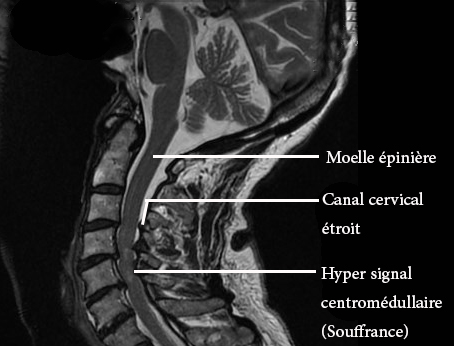 Moelle épinière
Canal cervical
étroit
Hyper signal
centromédullaire
(Souffrance)